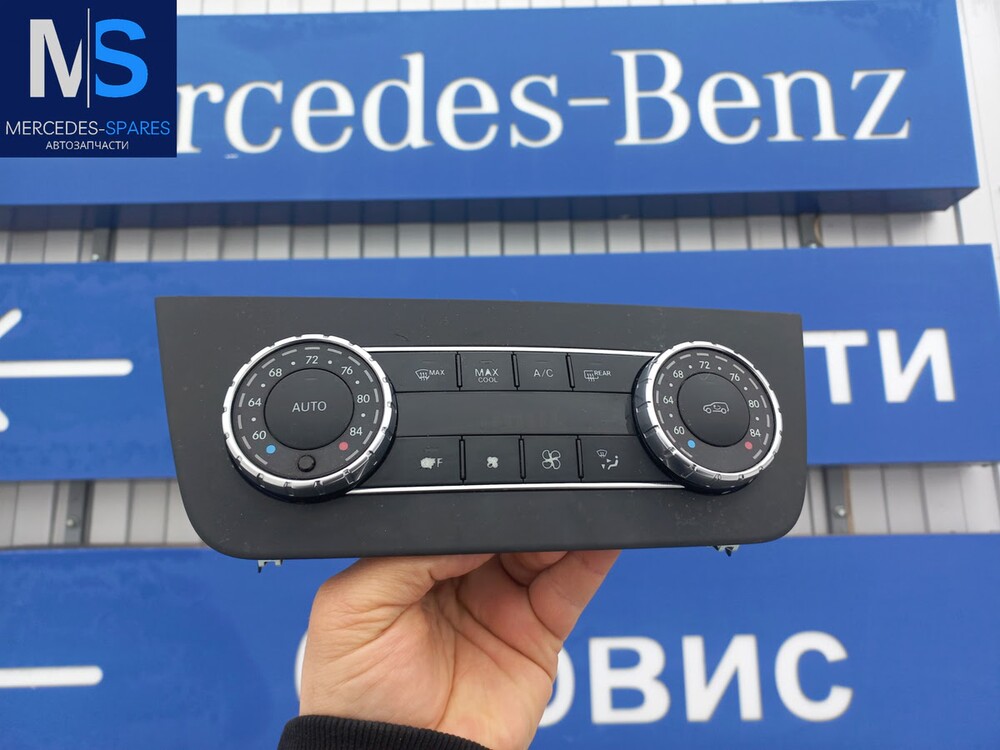 MS
MERCEDES-SPARES
АВТОЗАПЧАСТИ
rcedes-Benz
ТИ
ОВИС
72
68
76
64
80
60
84
AUTO
MAX
MAX
COOL
A/C
REAR
F
72
68
76
64
80
60
84